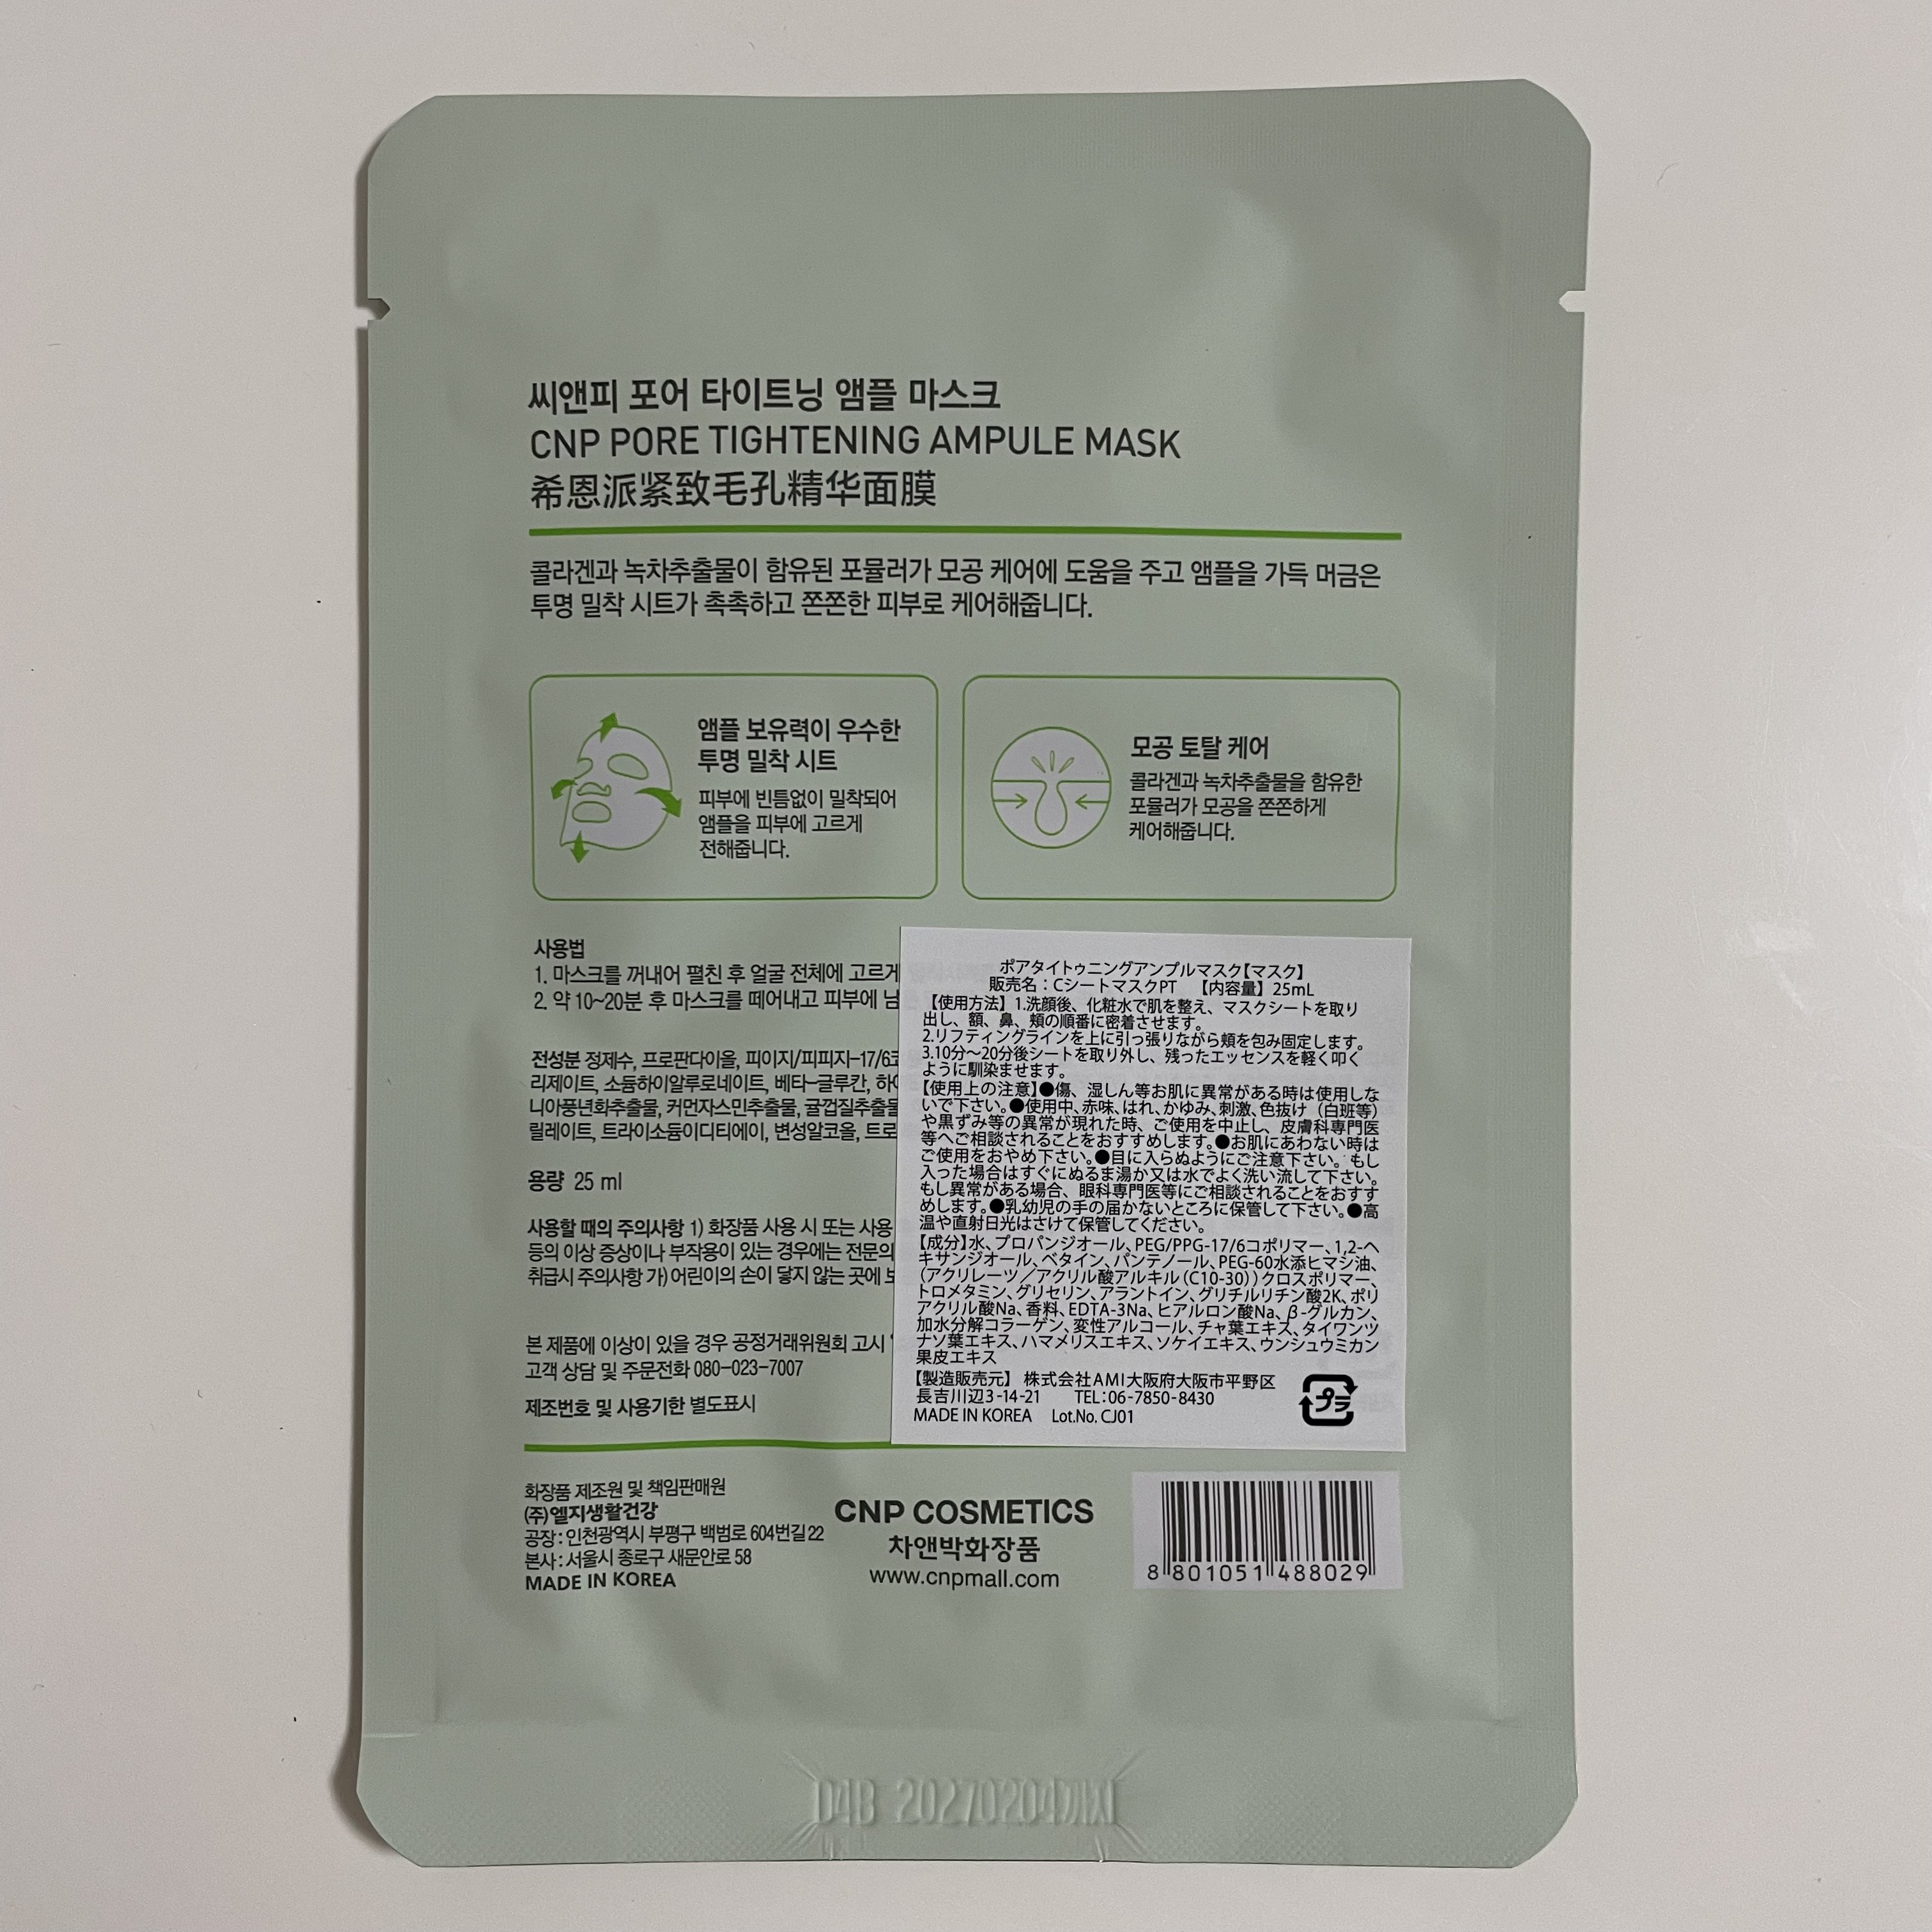 씨앤피 포어 타이트닝 앰플 마스크
CNP PORE TIGHTENING AMPULE MASK
希恩派紧致毛孔精华面膜
콜라겐과 녹차추출물이 함유된 포뮬러가 모공 케어에 도움을 주고 앰플을 가득 머금은
투명 밀착 시트가 촉촉하고 쫀쫀한 피부로 케어해줍니다.
앰플 보유력이 우수한
투명 밀착 시트
피부에 빈틈없이 밀착되어
앰플을 피부에 고르게
전해줍니다.
모공 토탈 케어
콜라겐과 녹차추출물을 함유한
포뮬러가 모공을 쫀쫀하게
케어해줍니다.
사용법
1. 마스크를 꺼내어 펼친 후 얼굴 전체에 고르게
2. 약 10~20분 후 마스크를 떼어내고 피부에 남
전성분 정제수, 프로판다이올, 피이지/피피지-17/6코
리제이트, 소듐하이알루로네이트, 베타-글루칸, 하이
니아풍년화추출물, 커먼자스민추출물, 귤껍질추출물
릴레이트, 트라이소듐이디티에이, 변성알코올, 트로
용량 25 ml
사용할 때의 주의사항 1) 화장품 사용 시 또는 사용
등의 이상 증상이나 부작용이 있는 경우에는 전문의
취급시 주의사항 가) 어린이의 손이 닿지 않는 곳에 보
본 제품에 이상이 있을 경우 공정거래위원회 고시 '
고객 상담 및 주문전화 080-023-7007
제조번호 및 사용기한 별도표시
ポアタイトゥニングアンプルマスク【マスク】
販売名：CシートマスクPT 【内容量】25mL
【使用方法】1.洗顔後、化粧水で肌を整え、マスクシートを取り
出し、額、鼻、頬の順番に密着させます。
2.リフティングラインを上に引っ張りながら頬を包み固定します。
3.10分～20分後シートを取り外し、残ったエッセンスを軽く叩く
ように馴染ませます。
【使用上の注意】●傷、湿しん等お肌に異常がある時は使用しな
いで下さい。●使用中、赤味、はれ、かゆみ、刺激、色抜け（白班等）
や黒ずみ等の異常が現れた時、ご使用を中止し、皮膚科専門医
等へご相談されることをおすすめします。●お肌にあわない時は
ご使用をおやめ下さい。●目に入らぬようにご注意下さい。もし
入った場合はすぐにぬるま湯か又は水でよく洗い流して下さい。
もし異常がある場合、眼科専門医等にご相談されることをおすす
めします。●乳幼児の手の届かないところに保管して下さい。●高
温や直射日光はさけて保管してください。
【成分】水、プロパンジオール、PEG/PPG-17/6コポリマー、1,2-ヘ
キサンジオール、ベタイン、パンテノール、PEG-60水添ヒマシ油、
（アクリレーツ／アクリル酸アルキル（C10-30））クロスポリマー、
トロメタミン、グリセリン、アラントイン、グリチルリチン酸2K、ポリ
アクリル酸Na、香料、EDTA-3Na、ヒアルロン酸Na、β-グルカン、
加水分解コラーゲン、変性アルコール、チャ葉エキス、タイワンツ
ナソ葉エキス、ハマメリスエキス、ソケイエキス、ウンシュウミカン
果皮エキス
【製造販売元】 株式会社AMI大阪府大阪市平野区
長吉川辺3-14-21 TEL:06-7850-8430
MADE IN KOREA Lot.No. CJ01
プラ
화장품 제조원 및 책임판매원
(주)엘지생활건강
공장 : 인천광역시 부평구 백범로 604번길 22
본사 : 서울시 종로구 새문안로 58
MADE IN KOREA
CNP COSMETICS
차앤박화장품
www.cnpmall.com
8 801051 488029
D4B 20270204까지